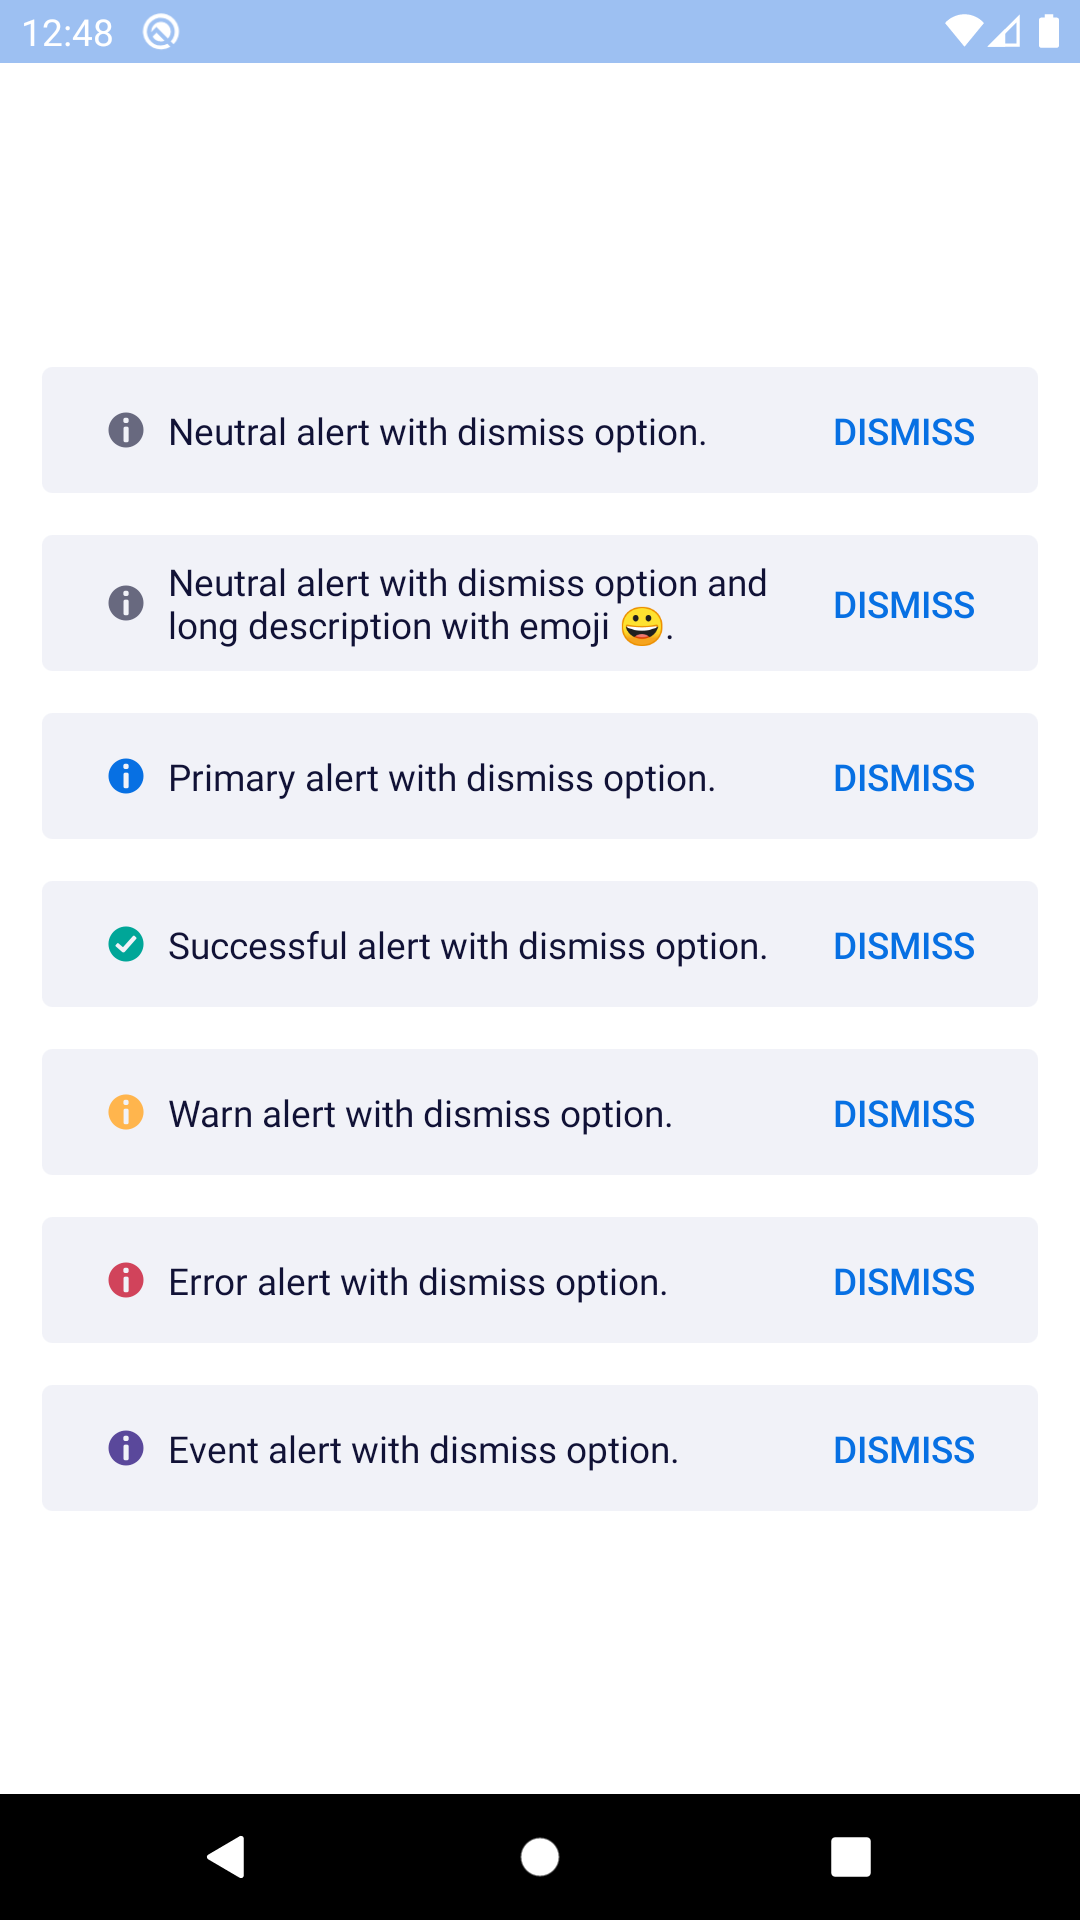 12:48
Neutral alert with dismiss option.
DISMISS
Neutral alert with dismiss option and
long description with emoji 😀.
DISMISS
Primary alert with dismiss option.
DISMISS
Successful alert with dismiss option.
DISMISS
Warn alert with dismiss option.
DISMISS
Error alert with dismiss option.
DISMISS
Event alert with dismiss option.
DISMISS